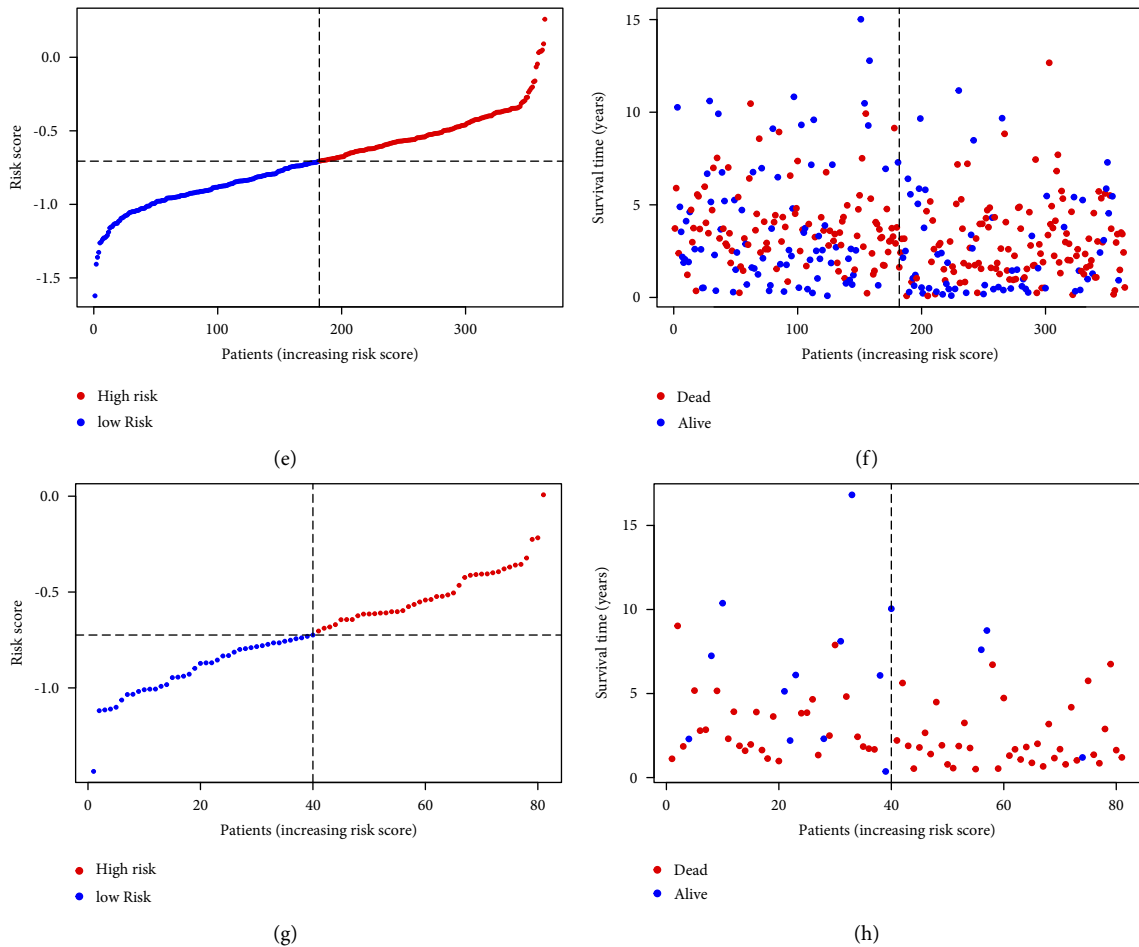 Risk score
0.0
-0.5
-1.0
-1.5
0
100
200
300
Patients (increasing risk score)
High risk
low Risk
(e)
Survival time (years)
15
10
5
0
0
100
200
300
Patients (increasing risk score)
Dead
Alive
(f)
Risk score
0.0
-0.5
-1.0
0
20
40
60
80
Patients (increasing risk score)
High risk
low Risk
(g)
Survival time (years)
15
10
5
0
0
20
40
60
80
Patients (increasing risk score)
Dead
Alive
(h)